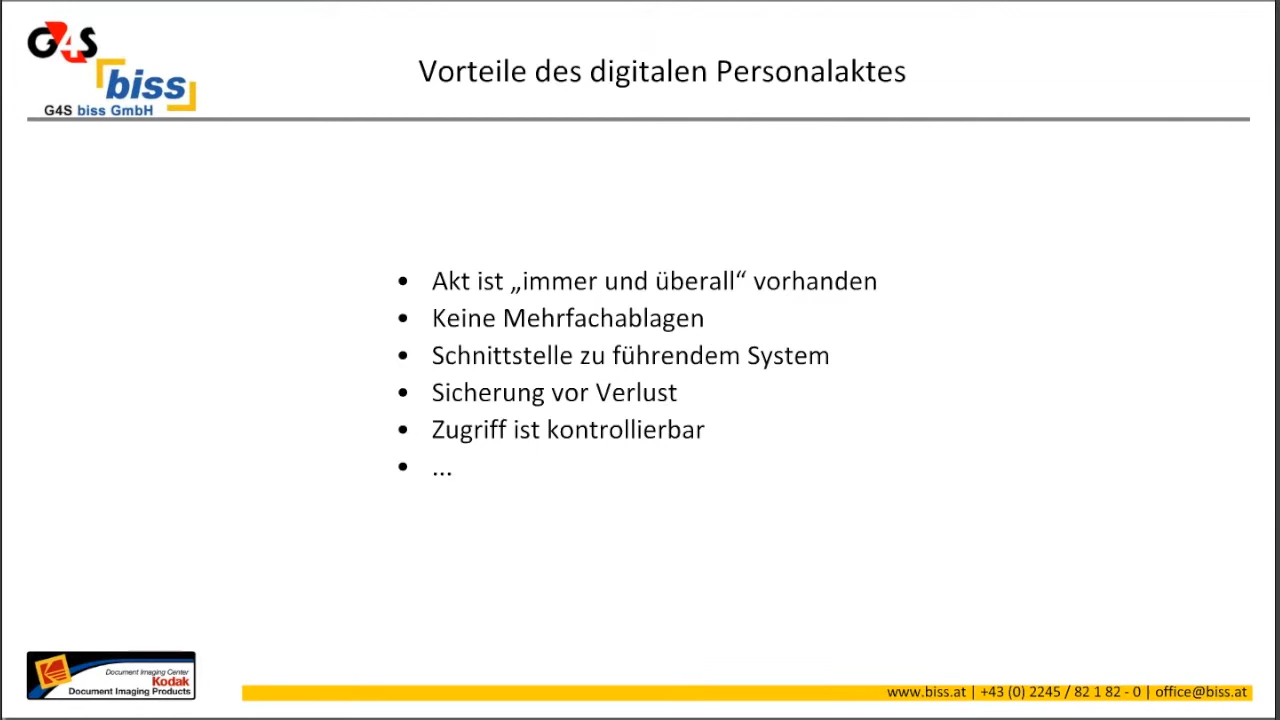 G4S
biss
G4S biss GmbH
Vorteile des digitalen Personalaktes
• Akt ist „immer und überall“ vorhanden
• Keine Mehrfachablagen
• Schnittstelle zu führendem System
• Sicherung vor Verlust
• Zugriff ist kontrollierbar
• ...
Document Imaging Center
Kodak
Document Imaging Products
www.biss.at | +43 (0) 2245 / 82 1 82 - 0 | office@biss.at